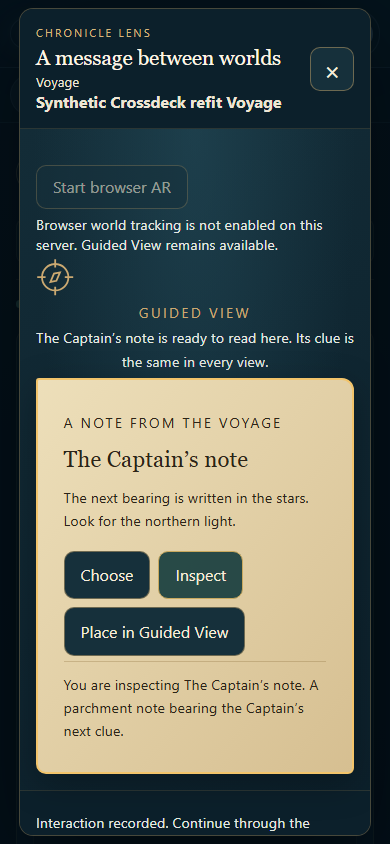 CHRONICLE LENS
A message between worlds
Voyage
Synthetic Crossdeck refit Voyage
×
Start browser AR
Browser world tracking is not enabled on this
server. Guided View remains available.
GUIDED VIEW
The Captain’s note is ready to read here. Its clue is
the same in every view.
A NOTE FROM THE VOYAGE
The Captain’s note
The next bearing is written in the stars.
Look for the northern light.
Choose
Inspect
Place in Guided View
You are inspecting The Captain’s note. A
parchment note bearing the Captain’s
next clue.
Interaction recorded. Continue through the